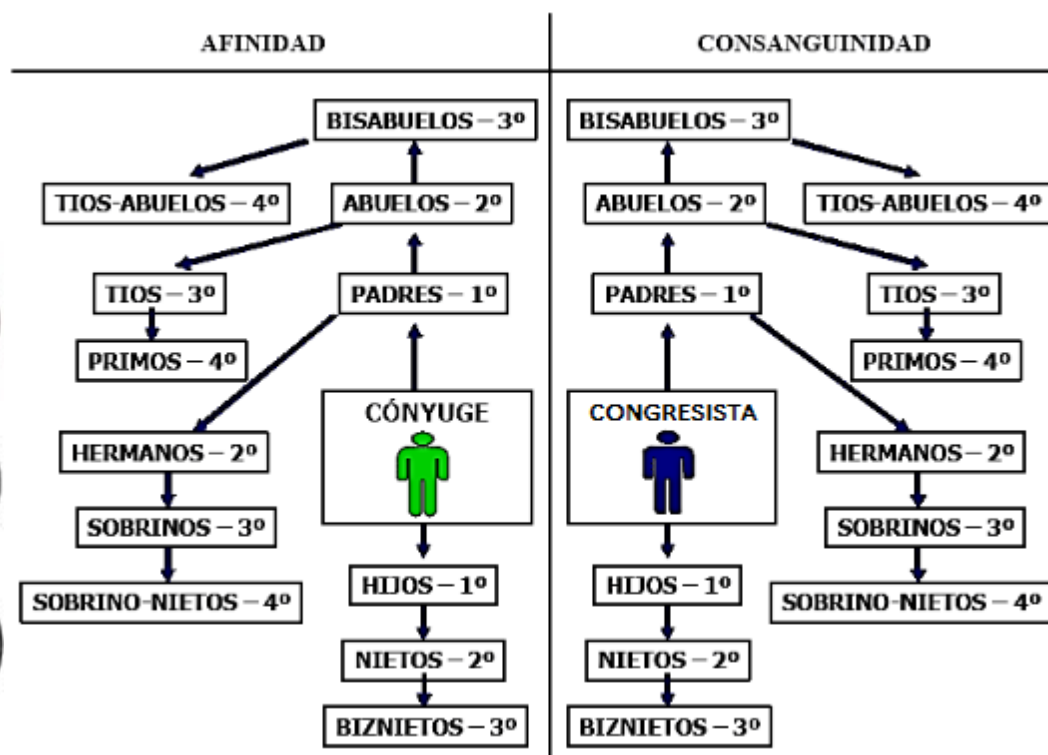 AFINIDAD
CONSANGUINIDAD
BISABUELOS – 3º
BISABUELOS – 3º
TIOS-ABUELOS – 4º
ABUELOS – 2º
ABUELOS – 2º
TIOS-ABUELOS – 4º
TIOS – 3º
PADRES – 1º
PADRES – 1º
TIOS – 3º
PRIMOS – 4º
PRIMOS – 4º
CÓNYUGE
CONGRESISTA
HERMANOS – 2º
HERMANOS – 2º
SOBRINOS – 3º
SOBRINOS – 3º
HIJOS – 1º
HIJOS – 1º
SOBRINO-NIETOS – 4º
SOBRINO-NIETOS – 4º
NIETOS – 2º
NIETOS – 2º
BIZNIETOS – 3º
BIZNIETOS – 3º